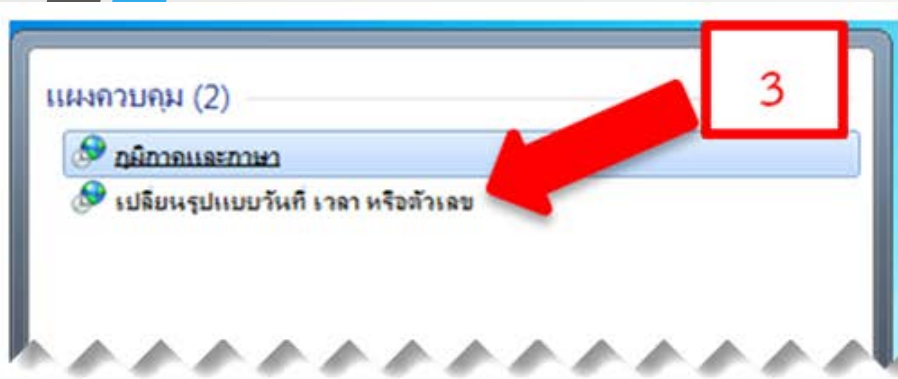 3
แผงควบคุม (2)
ภูมิภาคและภาษา
เปลี่ยนรูปแบบวันที่ เวลา หรือตัวเลข